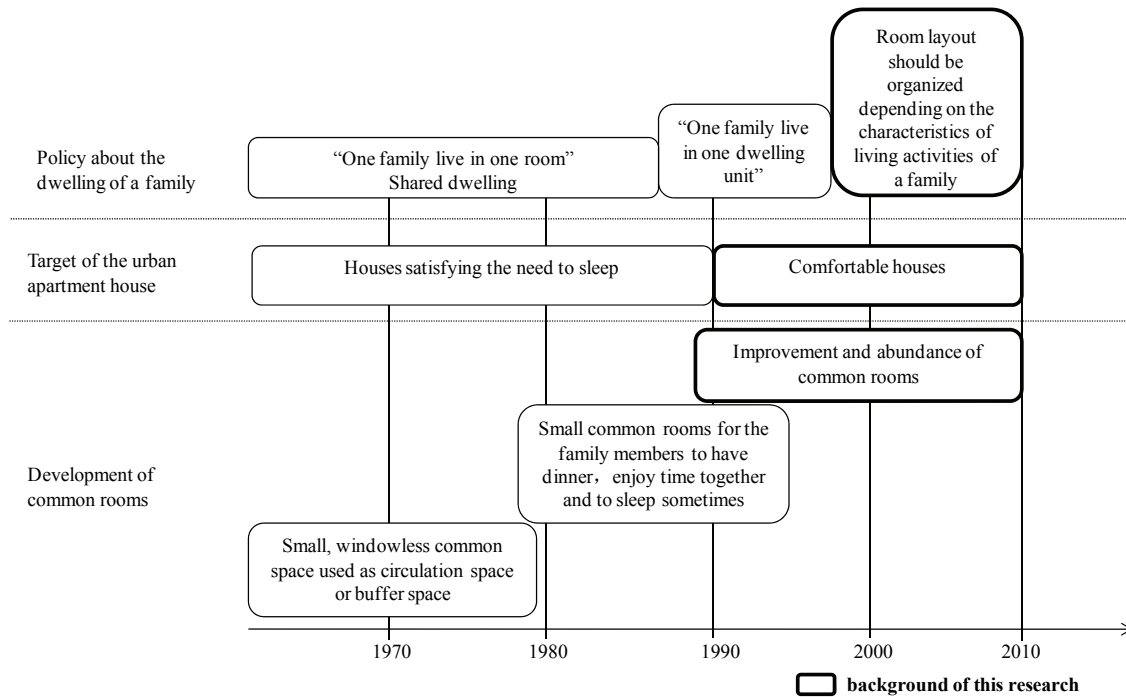 Room layout
should be
organized
depending on the
characteristics of
living activities of
a family
“One family live
in one dwelling
unit”
“One family live in one room”
Shared dwelling
Policy about the
dwelling of a family
Target of the urban
apartment house
Houses satisfying the need to sleep
Comfortable houses
Improvement and abundance of
common rooms
Small common rooms for the
family members to have
dinner，enjoy time together
and to sleep sometimes
Development of
common rooms
Small, windowless common
space used as circulation space
or buffer space
1970 1980 1990 2000 2010
background of this research